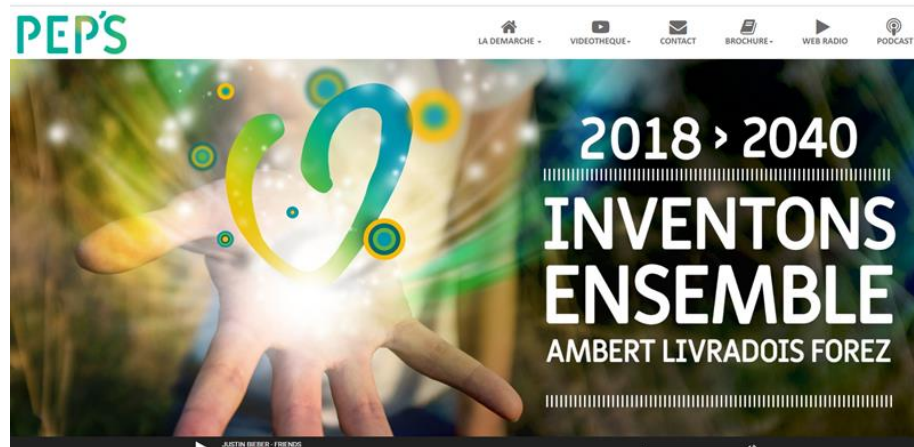 PEP'S
LA DEMARCHE
VIDEOTHEQUE
CONTACT
BROCHURE
WEB RADIO
PODCAST
2018 > 2040
INVENTONS
ENSEMBLE
AMBERT LIVRADOIS FOREZ
JUSTIN BIEBER - FRIENDS